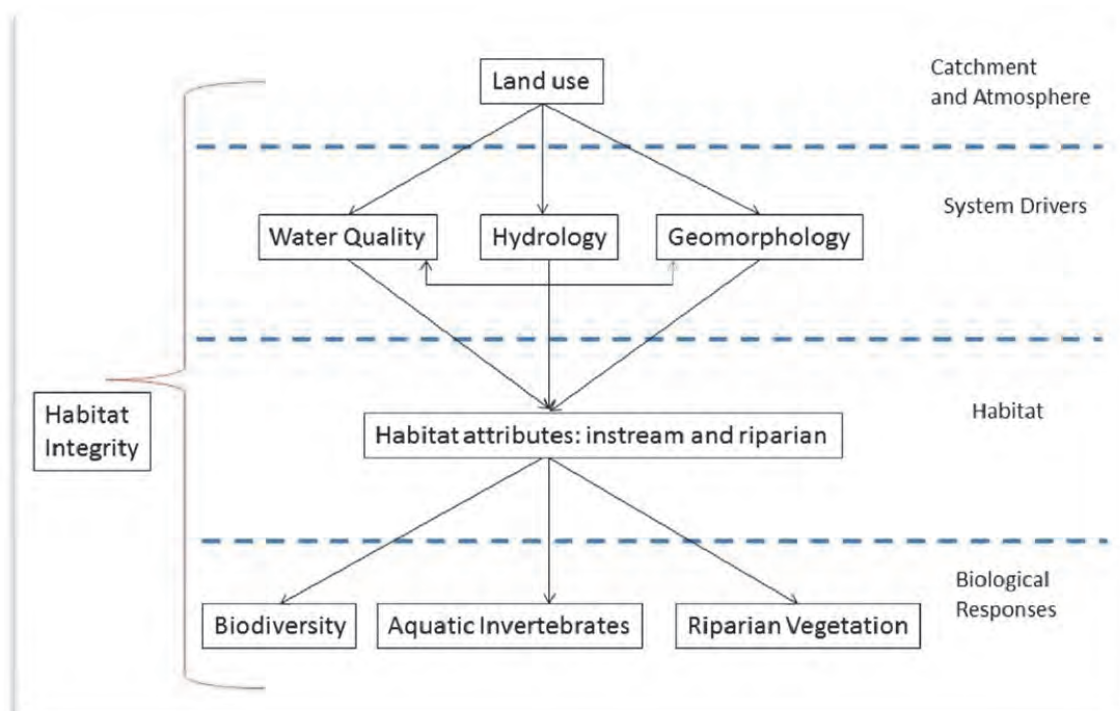 Catchment
and Atmosphere
Land use
System Drivers
Water Quality
Hydrology
Geomorphology
Habitat
Habitat
Integrity
Habitat attributes: instream and riparian
Biological
Responses
Biodiversity
Aquatic Invertebrates
Riparian Vegetation